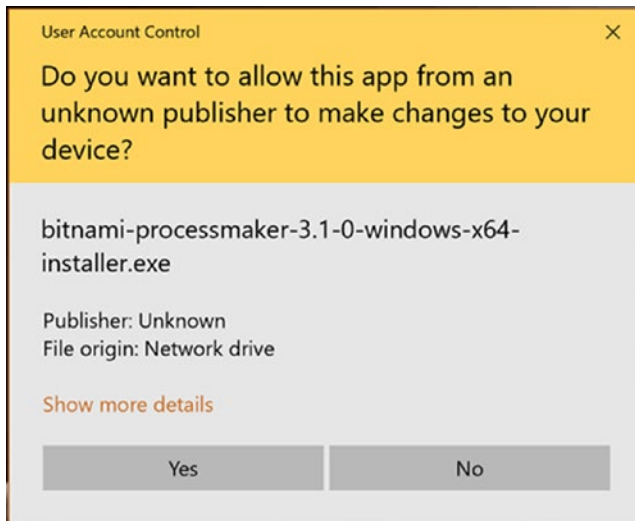 User Account Control
Do you want to allow this app from an
unknown publisher to make changes to your
device?
bitnami-processmaker-3.1-0-windows-x64-
installer.exe
Publisher: Unknown
File origin: Network drive
Show more details
Yes
No